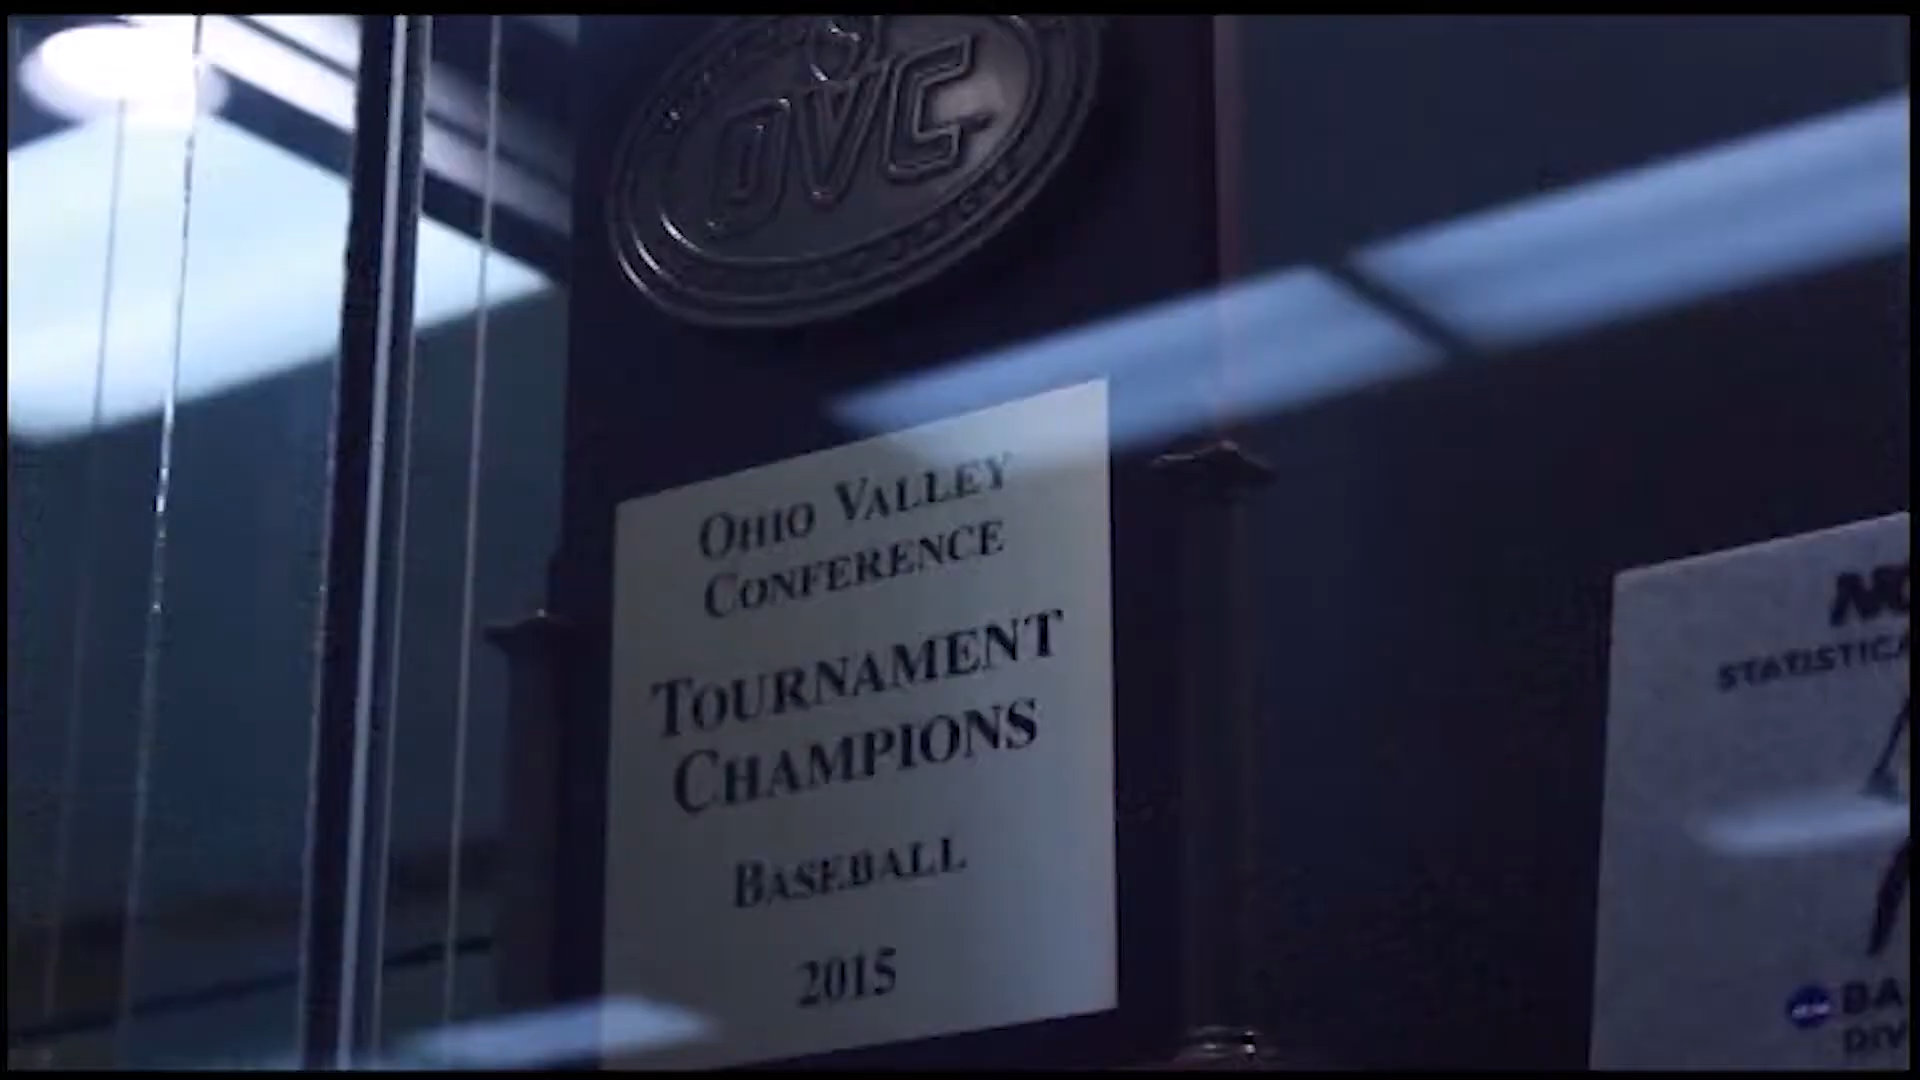 OVC
OHIO VALLEY
CONFERENCE
TOURNAMENT
CHAMPIONS
BASEBALL
2015